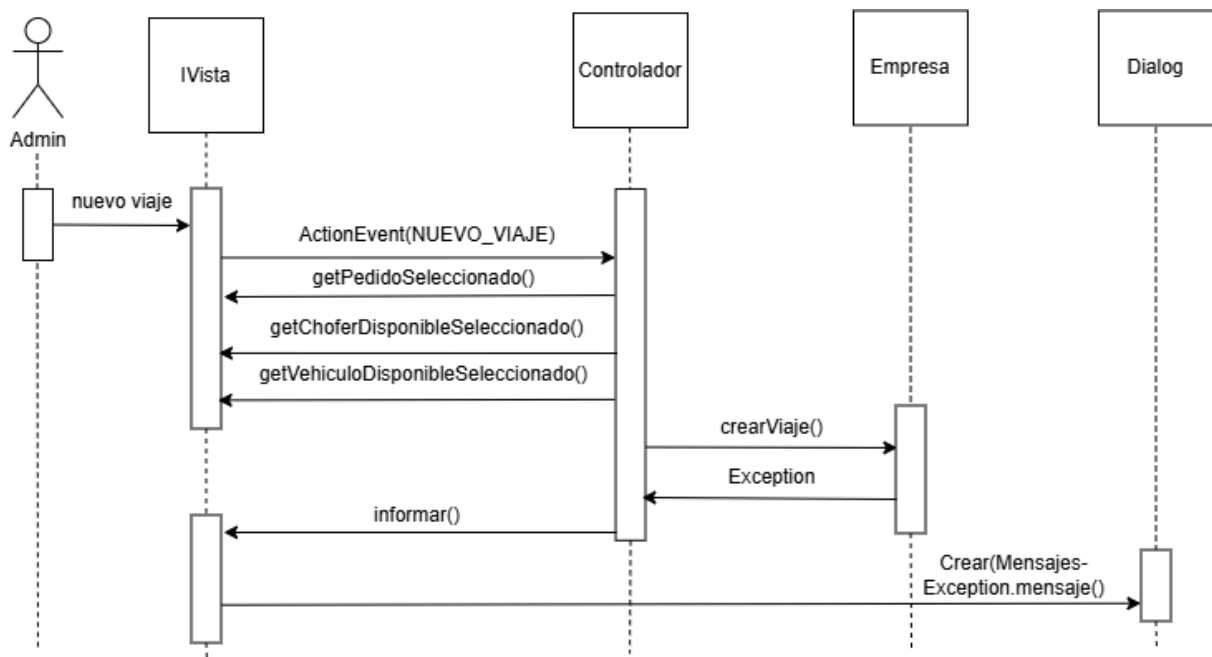 IVista
Controlador
Empresa
Dialog
Admin
nuevo viaje
ActionEvent(NUEVO_VIAJE)
getPedidoSeleccionado()
getChoferDisponibleSeleccionado()
getVehiculoDisponibleSeleccionado()
crearViaje()
Exception
informar()
Crear(Mensajes-
Exception.mensaje()